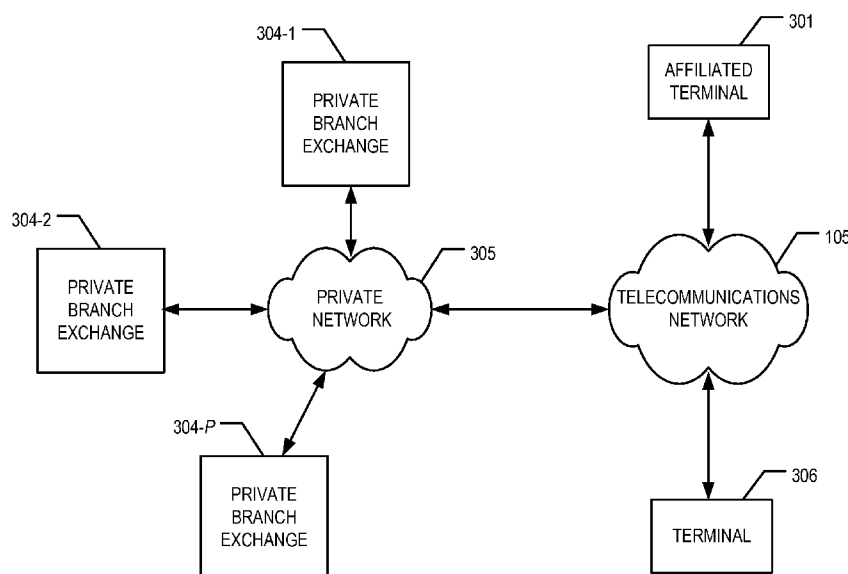 304-1
PRIVATE
BRANCH
EXCHANGE
301
AFFILIATED
TERMINAL
304-2
PRIVATE
BRANCH
EXCHANGE
305
PRIVATE
NETWORK
105
TELECOMMUNICATIONS
NETWORK
304-P
PRIVATE
BRANCH
EXCHANGE
306
TERMINAL